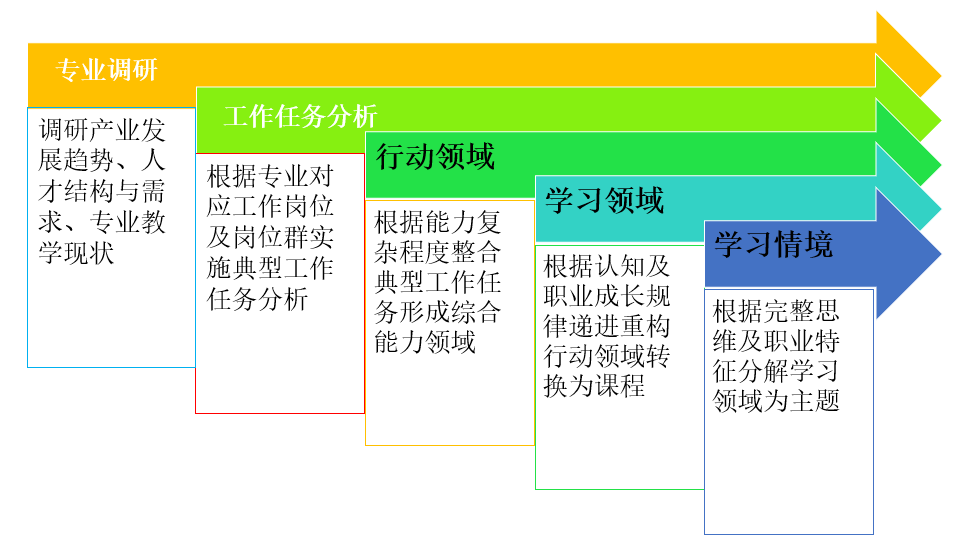 专业调研
调研产业发
展趋势、人
才结构与需
求、专业教
学现状
工作任务分析
根据专业对
应工作岗位
及岗位群实
施典型工作
任务分析
行动领域
根据能力复
杂程度整合
典型工作任
务形成综合
能力领域
学习领域
根据认知及
职业成长规
律递进重构
行动领域转
换为课程
学习情境
根据完整思
维及职业特
征分解学习
领域为主题